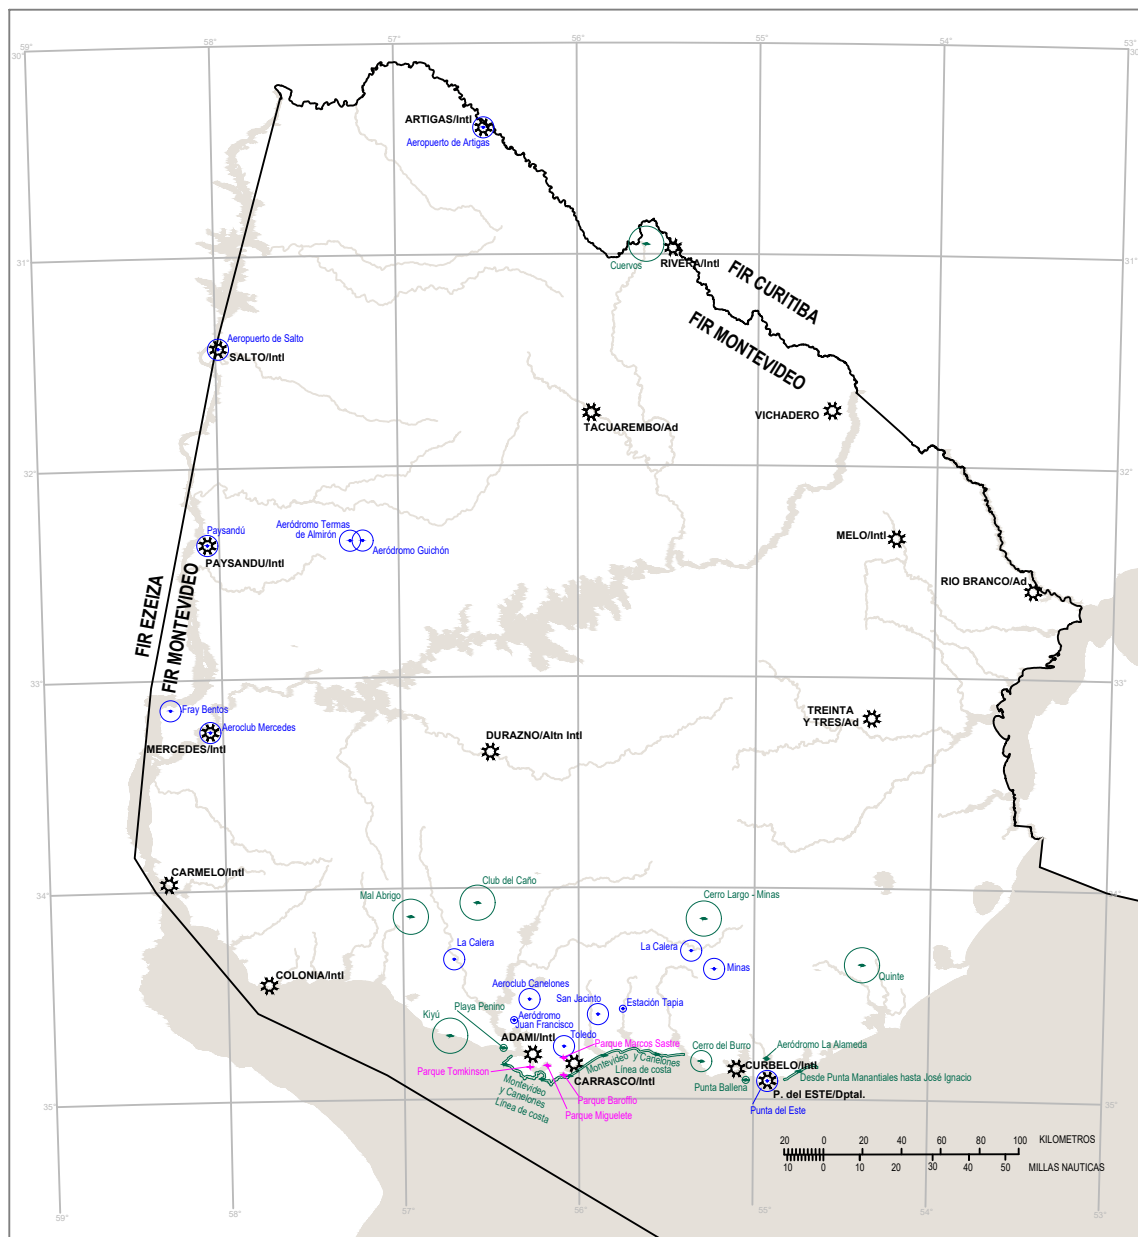 59°
58°
57°
56°
55°
54°
53°
30°
30°
ARTIGAS/Intl
Aeropuerto de Artigas
Cuervos
RIVERA/Intl
31°
31°
FIR CURITIBA
FIR MONTEVIDEO
Aeropuerto de Salto
SALTO/Intl
TACUAREMBO/Ad
VICHADERO
32°
32°
Paysandú
PAYSANDU/Intl
Aeródromo Termas
de Almirón
Aeródromo Guichón
MELO/Intl
RIO BRANCO/Ad
FIR EZEIZA
FIR MONTEVIDEO
33°
33°
Fray Bentos
Aeroclub Mercedes
MERCEDES/Intl
DURAZNO/Altn Intl
TREINTA
Y TRES/Ad
CARMELO/Intl
34°
34°
Mal Abrigo
Club del Caño
Cerro Largo - Minas
La Calera
La Calera
Minas
Quinte
COLONIA/Intl
Aeroclub Canelones
San Jacinto
Estación Tapia
Playa Penino
Kiyú
Aeródromo
Juan Francisco
ADAMI/Intl
Toledo
Parque Marcos Sastre
Montevideo y Canelones
Línea de costa
Cerro del Burro
Aeródromo La Alameda
CURBELO/Intl
Parque Tomkinson
CARRASCO/Intl
Desde Punta Manantiales hasta José Ignacio
Punta Ballena
P. del ESTE/Dptal.
Montevideo
y Canelones
Línea de costa
Parque Baroffio
Parque Miguelete
Punta del Este
35°
35°
20 0 20 40 60 80 100 KILOMETROS
10 0 10 20 30 40 50 MILLAS NAUTICAS
59°
58°
57°
56°
55°
54°
53°